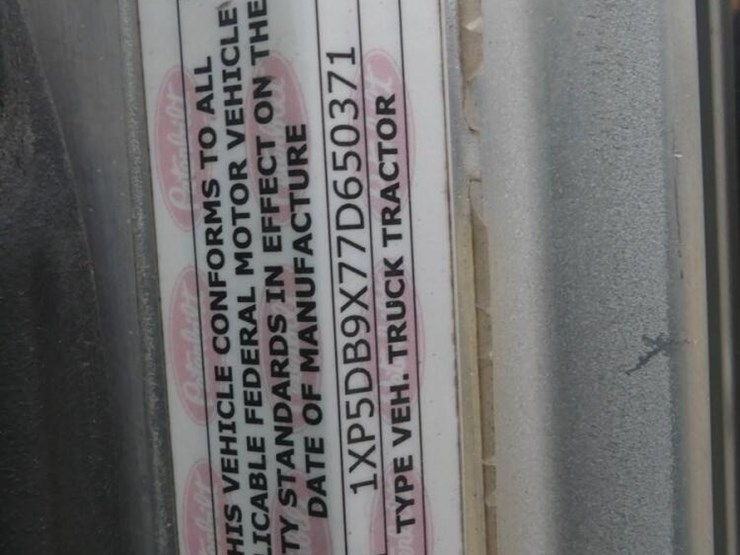 HIS VEHICLE CONFORMS TO ALL
LICABLE FEDERAL MOTOR VEHICLE
TY STANDARDS IN EFFECT ON THE
DATE OF MANUFACTURE
1XP5DB9X77D650371
TYPE VEH. TRUCK TRACTOR